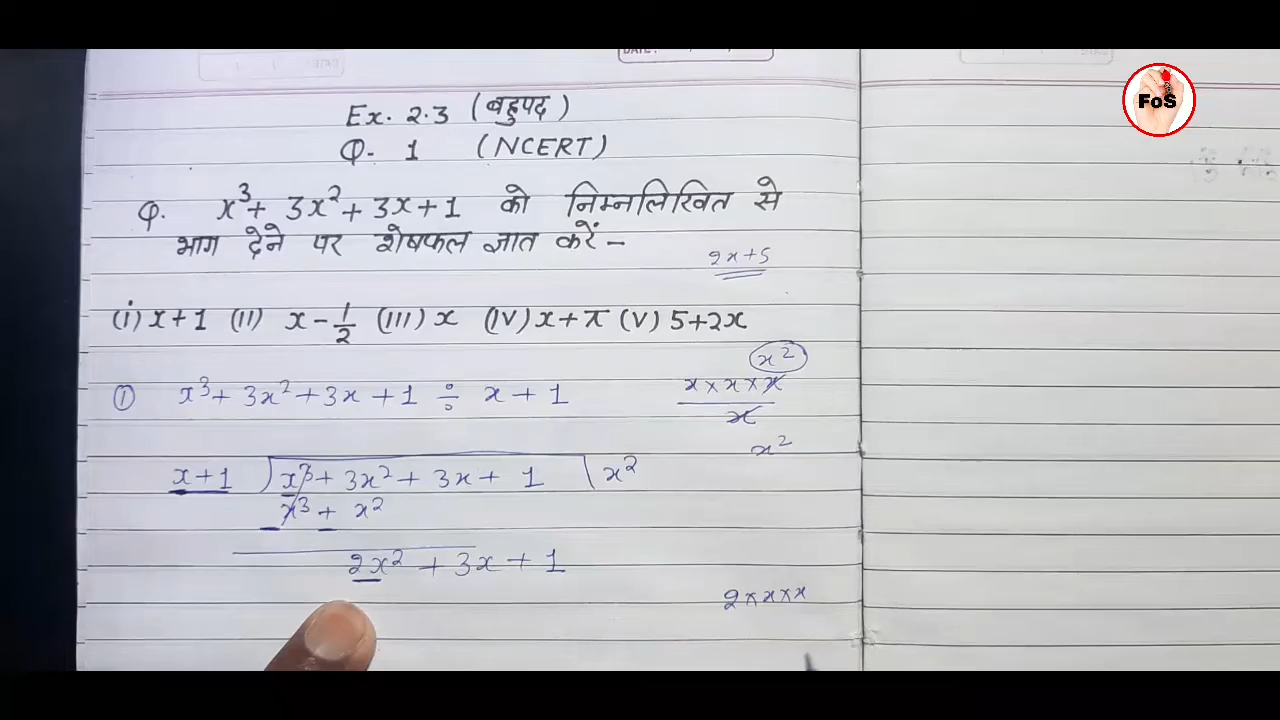 DATE:
FoS
Ex. 2.3 (बहुपद)
Q. 1 (NCERT)
Q. x³ + 3x² + 3x + 1 को निम्नलिखित से
भाग देने पर शेषफल ज्ञात करें -
2x+5
(i) x+1 (II) x - 1/2 (III) x (IV) x + π (V) 5+2x
x²
① x³ + 3x² + 3x + 1 ÷ x + 1
x × x × x
x
x²
x+1 ) x³ + 3x² + 3x + 1 ( x²
x³ + x²
2x² + 3x + 1
2 × x × x